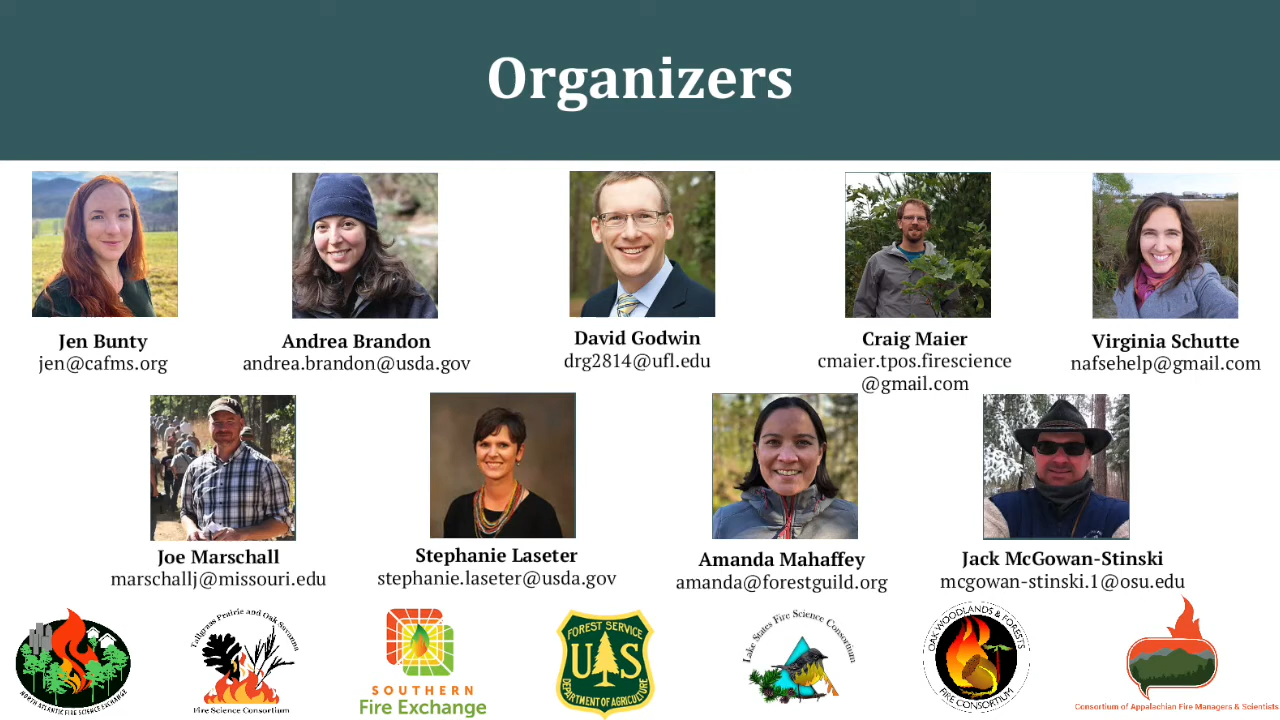 Organizers
Jen Bunty
jen@cafms.org
Andrea Brandon
andrea.brandon@usda.gov
David Godwin
drg2814@ufl.edu
Craig Maier
cmaier.tpos.firescience
@gmail.com
Virginia Schutte
nafsehelp@gmail.com
Joe Marschall
marschallj@missouri.edu
Stephanie Laseter
stephanie.laseter@usda.gov
Amanda Mahaffey
amanda@forestguild.org
Jack McGowan-Stinski
mcgowan-stinski.1@osu.edu
NORTH ATLANTIC FIRE SCIENCE EXCHANGE
Tallgrass Prairie and Oak Savanna
Fire Science Consortium
SOUTHERN
Fire Exchange
FOREST SERVICE
U S
DEPARTMENT OF AGRICULTURE
Lake States Fire Science Consortium
OAK WOODLANDS & FORESTS
FIRE CONSORTIUM
Consortium of Appalachian Fire Managers & Scientists